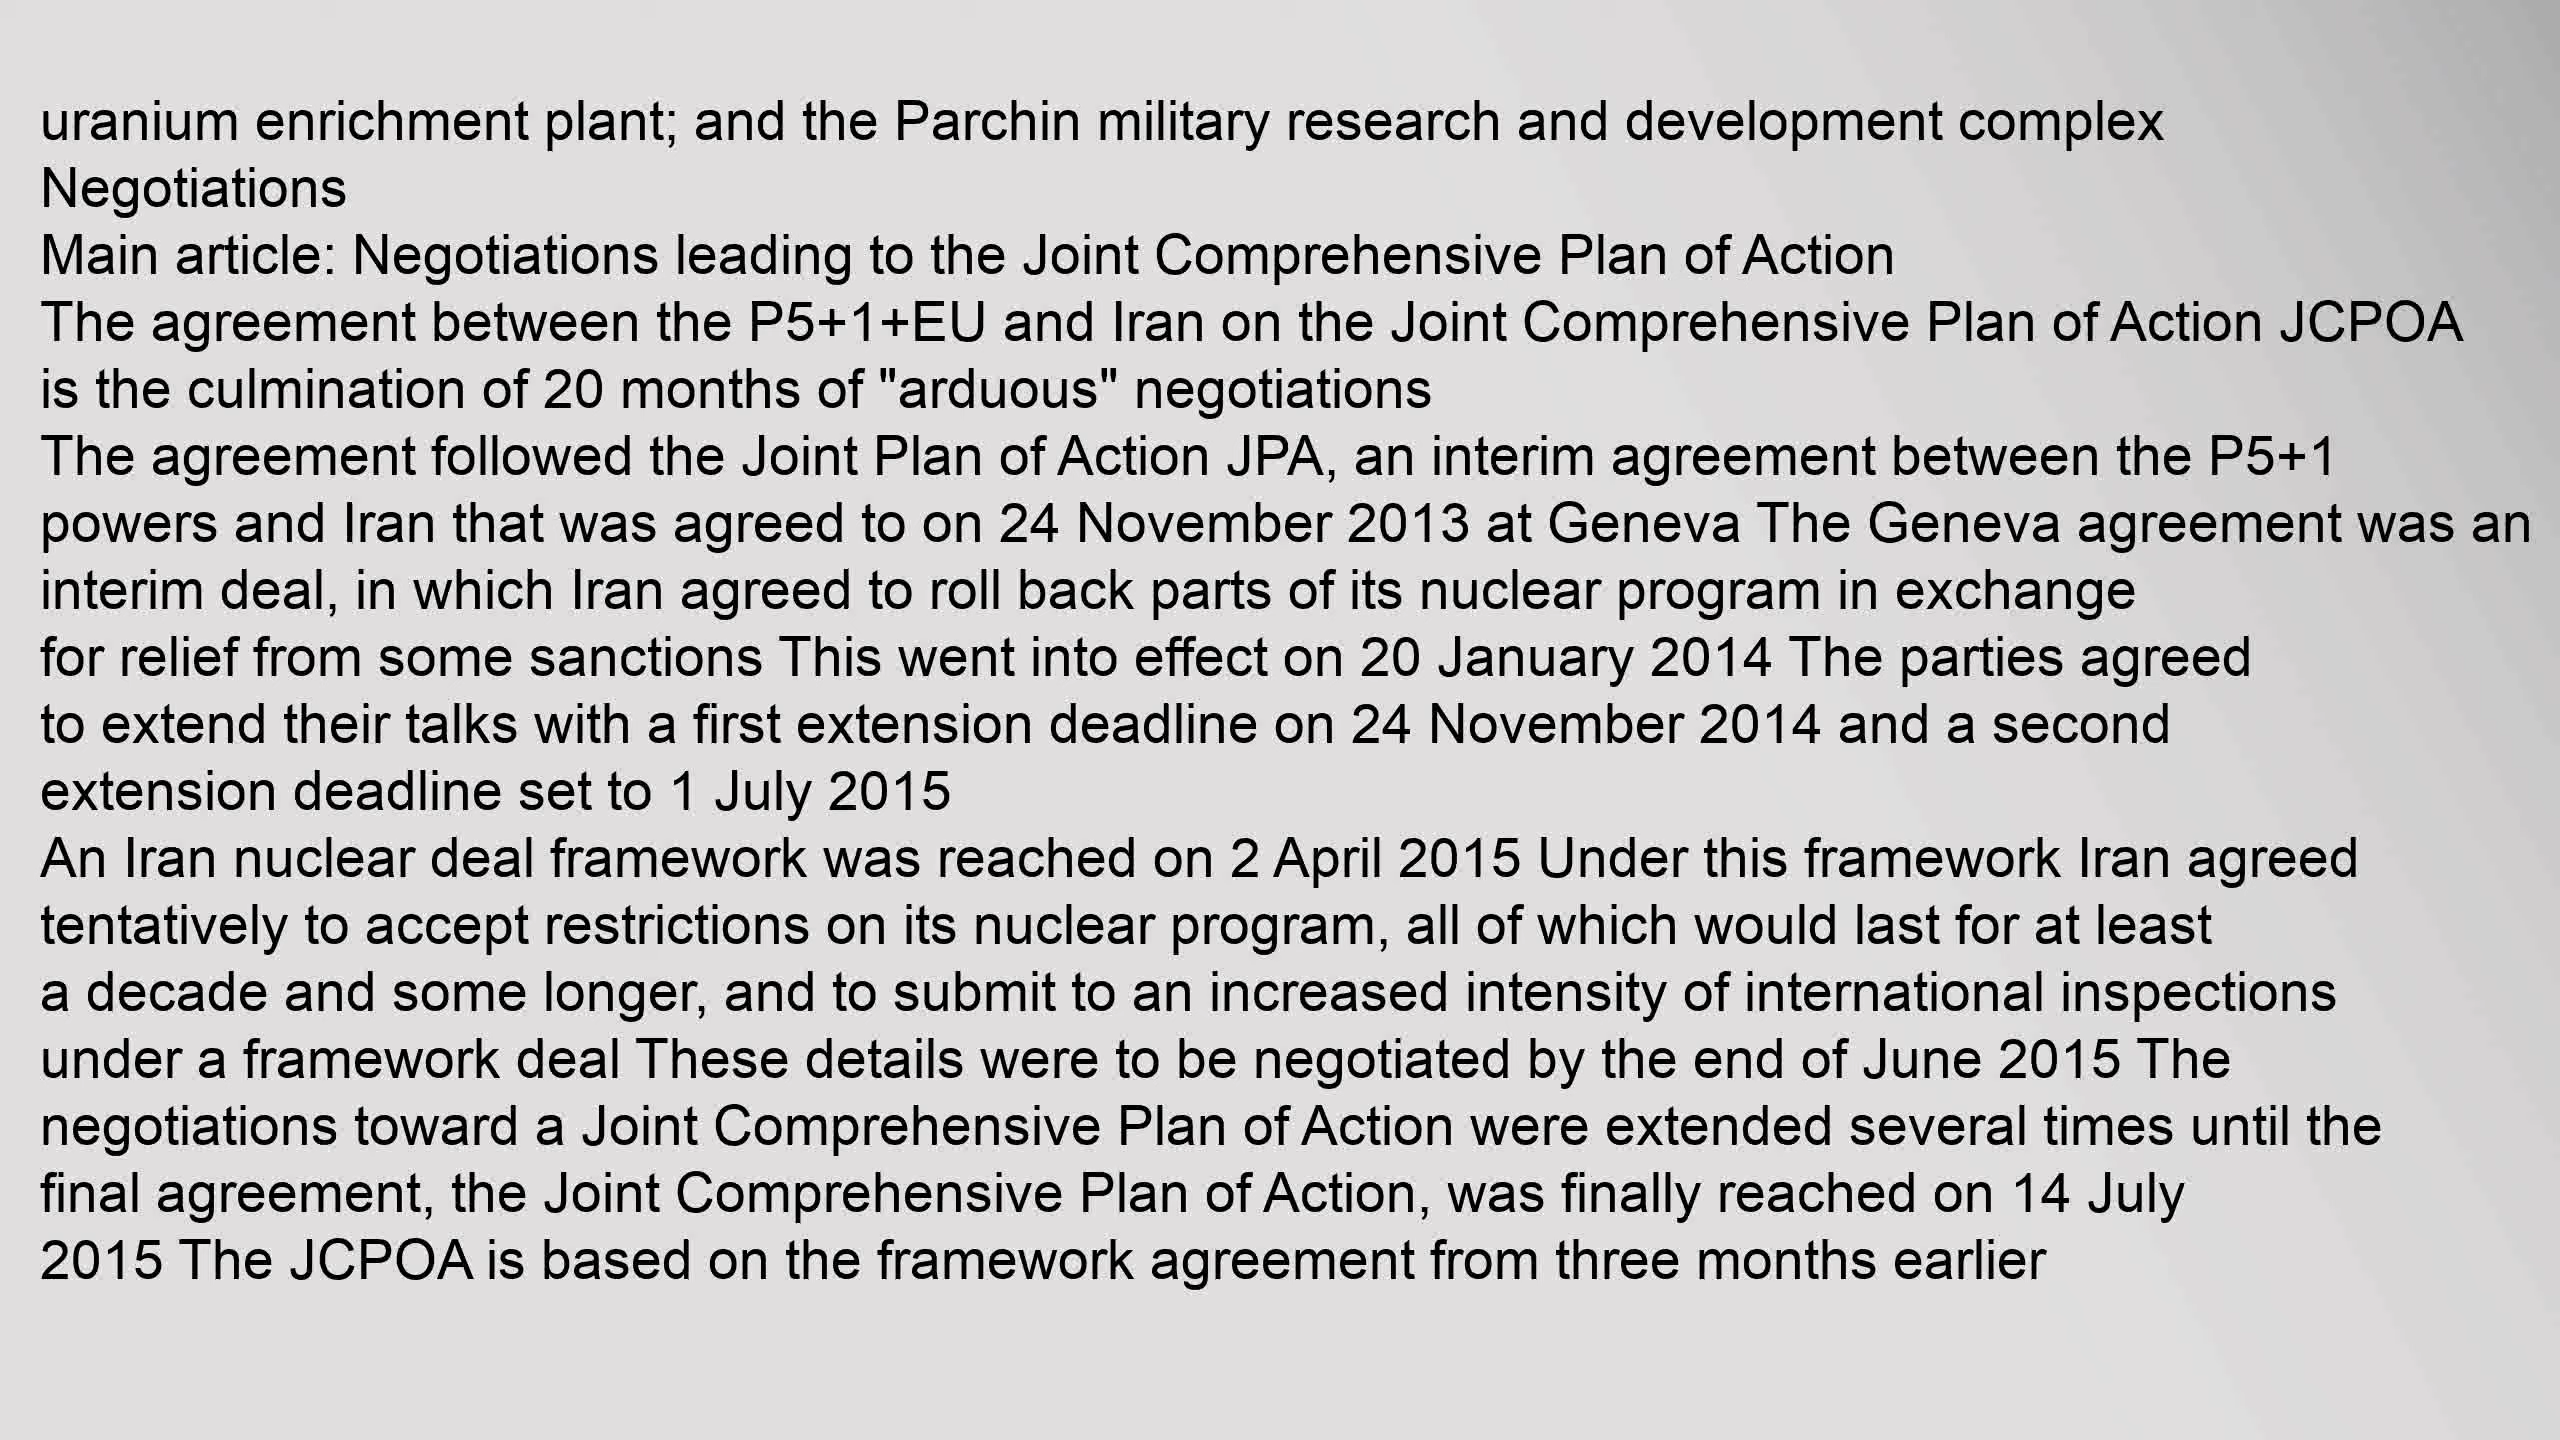 uranium enrichment plant; and the Parchin military research and development complex
Negotiations
Main article: Negotiations leading to the Joint Comprehensive Plan of Action
The agreement between the P5+1+EU and Iran on the Joint Comprehensive Plan of Action JCPOA
is the culmination of 20 months of "arduous" negotiations
The agreement followed the Joint Plan of Action JPA, an interim agreement between the P5+1
powers and Iran that was agreed to on 24 November 2013 at Geneva The Geneva agreement was an
interim deal, in which Iran agreed to roll back parts of its nuclear program in exchange
for relief from some sanctions This went into effect on 20 January 2014 The parties agreed
to extend their talks with a first extension deadline on 24 November 2014 and a second
extension deadline set to 1 July 2015
An Iran nuclear deal framework was reached on 2 April 2015 Under this framework Iran agreed
tentatively to accept restrictions on its nuclear program, all of which would last for at least
a decade and some longer, and to submit to an increased intensity of international inspections
under a framework deal These details were to be negotiated by the end of June 2015 The
negotiations toward a Joint Comprehensive Plan of Action were extended several times until the
final agreement, the Joint Comprehensive Plan of Action, was finally reached on 14 July
2015 The JCPOA is based on the framework agreement from three months earlier